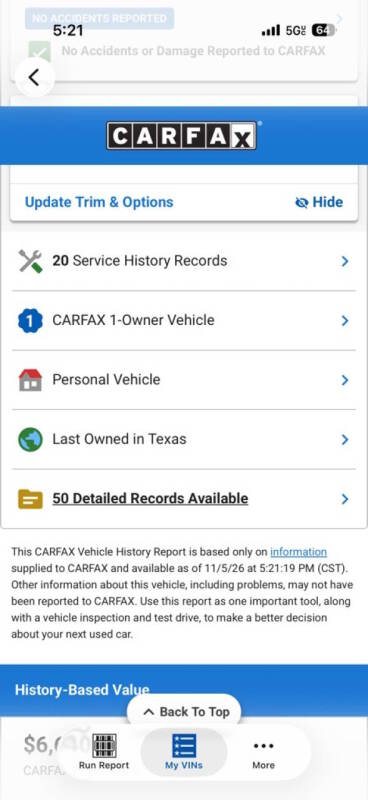 NO ACCIDENTS REPORTED
5:21
5G
64
No Accidents or Damage Reported to CARFAX
CARFAX
Update Trim & Options
Hide
20 Service History Records
1
CARFAX 1-Owner Vehicle
Personal Vehicle
Last Owned in Texas
50 Detailed Records Available
This CARFAX Vehicle History Report is based only on information
supplied to CARFAX and available as of 11/5/26 at 5:21:19 PM (CST).
Other information about this vehicle, including problems, may not have
been reported to CARFAX. Use this report as one important tool, along
with a vehicle inspection and test drive, to make a better decision
about your next used car.
History-Based Value
Back To Top
Run Report
My VINs
More